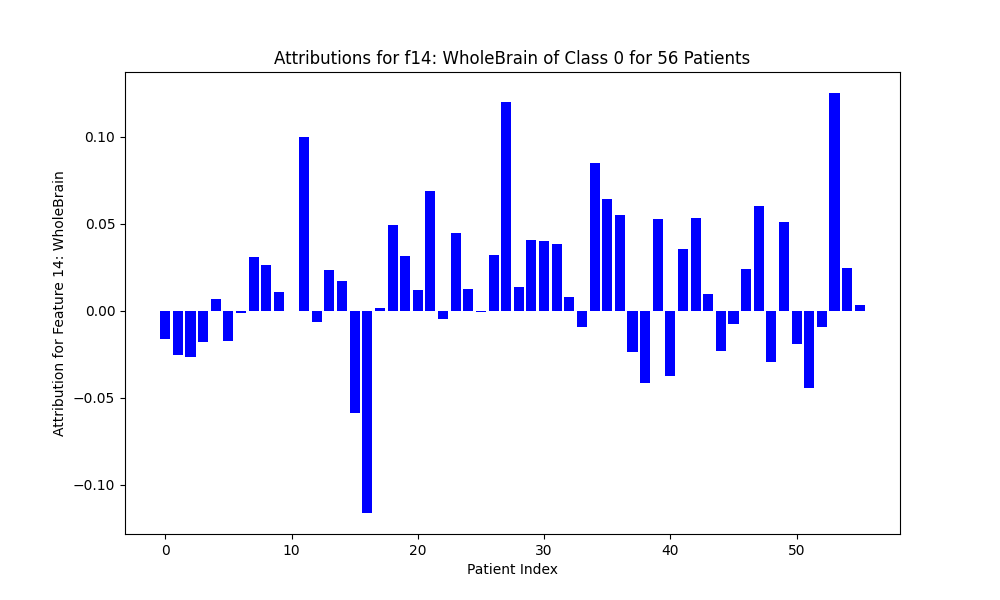 Attributions for f14: WholeBrain of Class 0 for 56 Patients
Attribution for Feature 14: WholeBrain
0.10
0.05
0.00
−0.05
−0.10
0 10 20 30 40 50
Patient Index